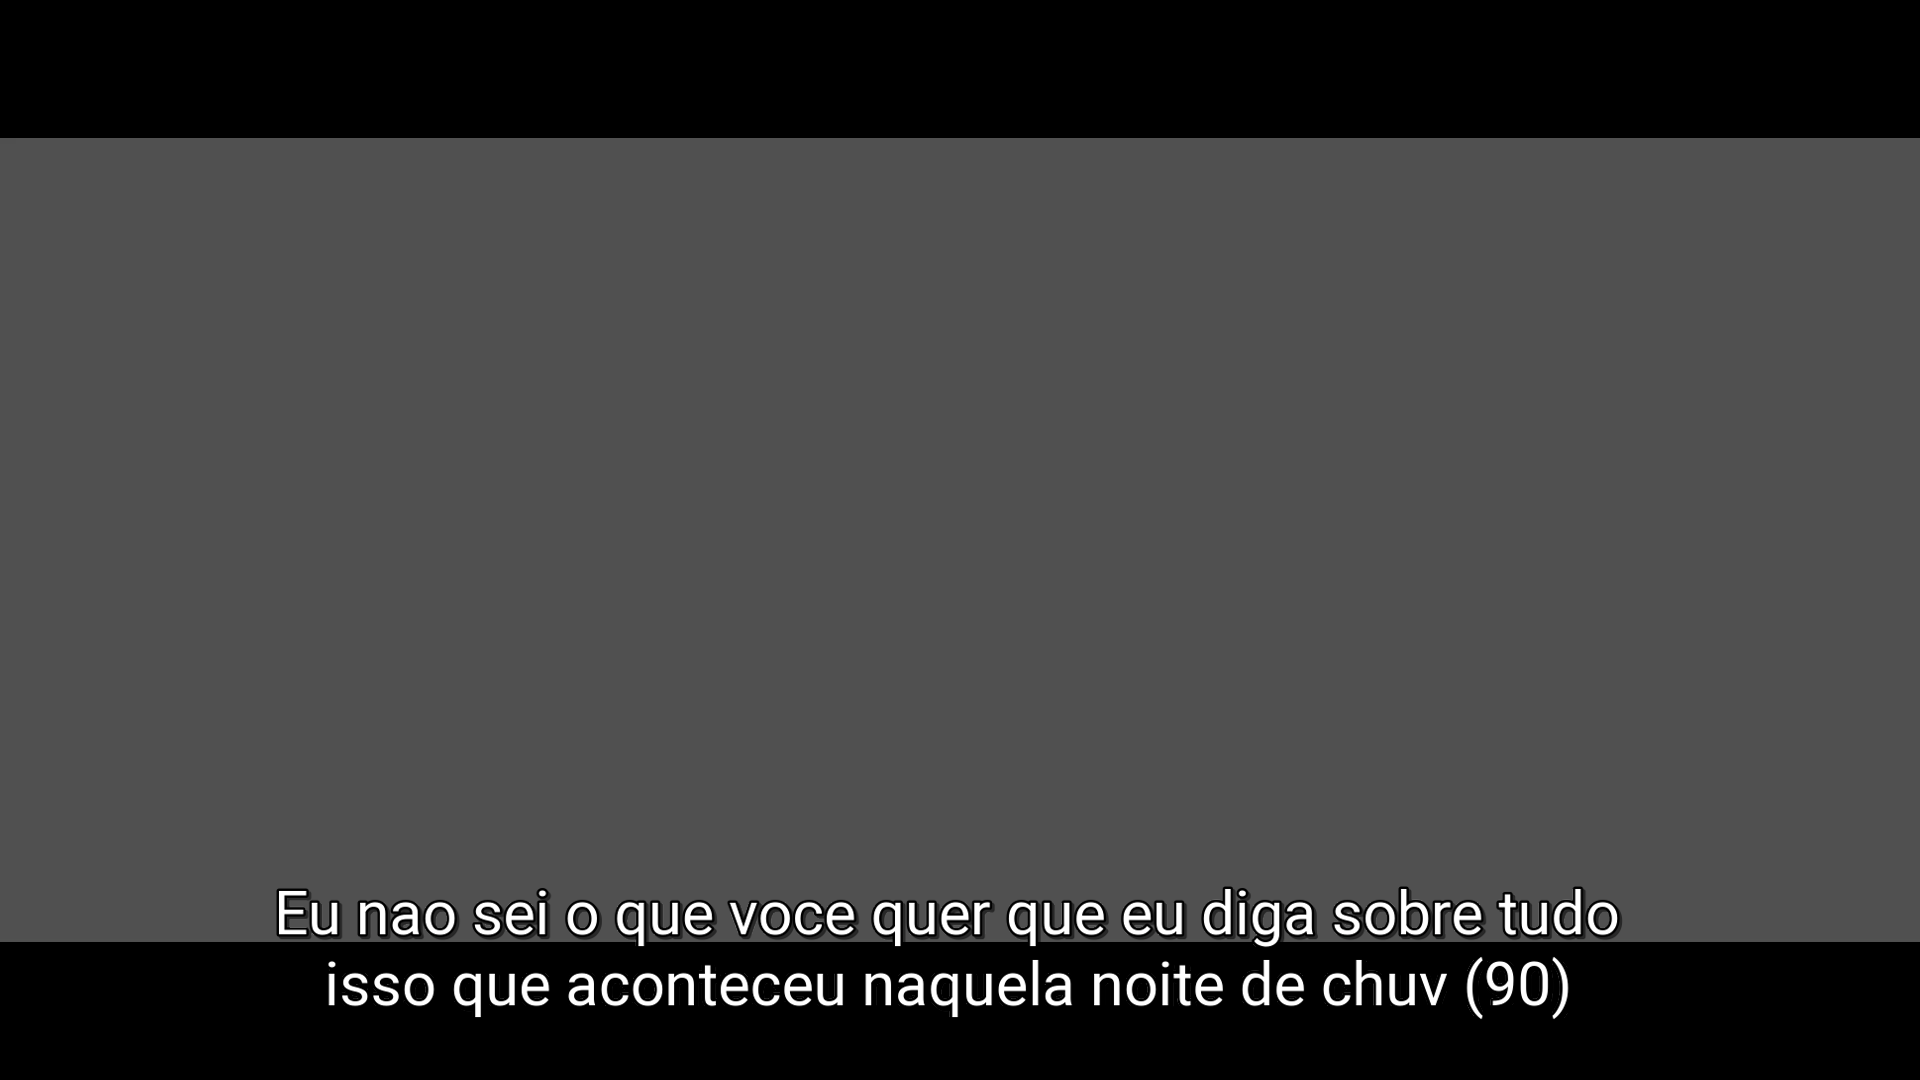 Eu nao sei o que voce quer que eu diga sobre tudo
isso que aconteceu naquela noite de chuv (90)